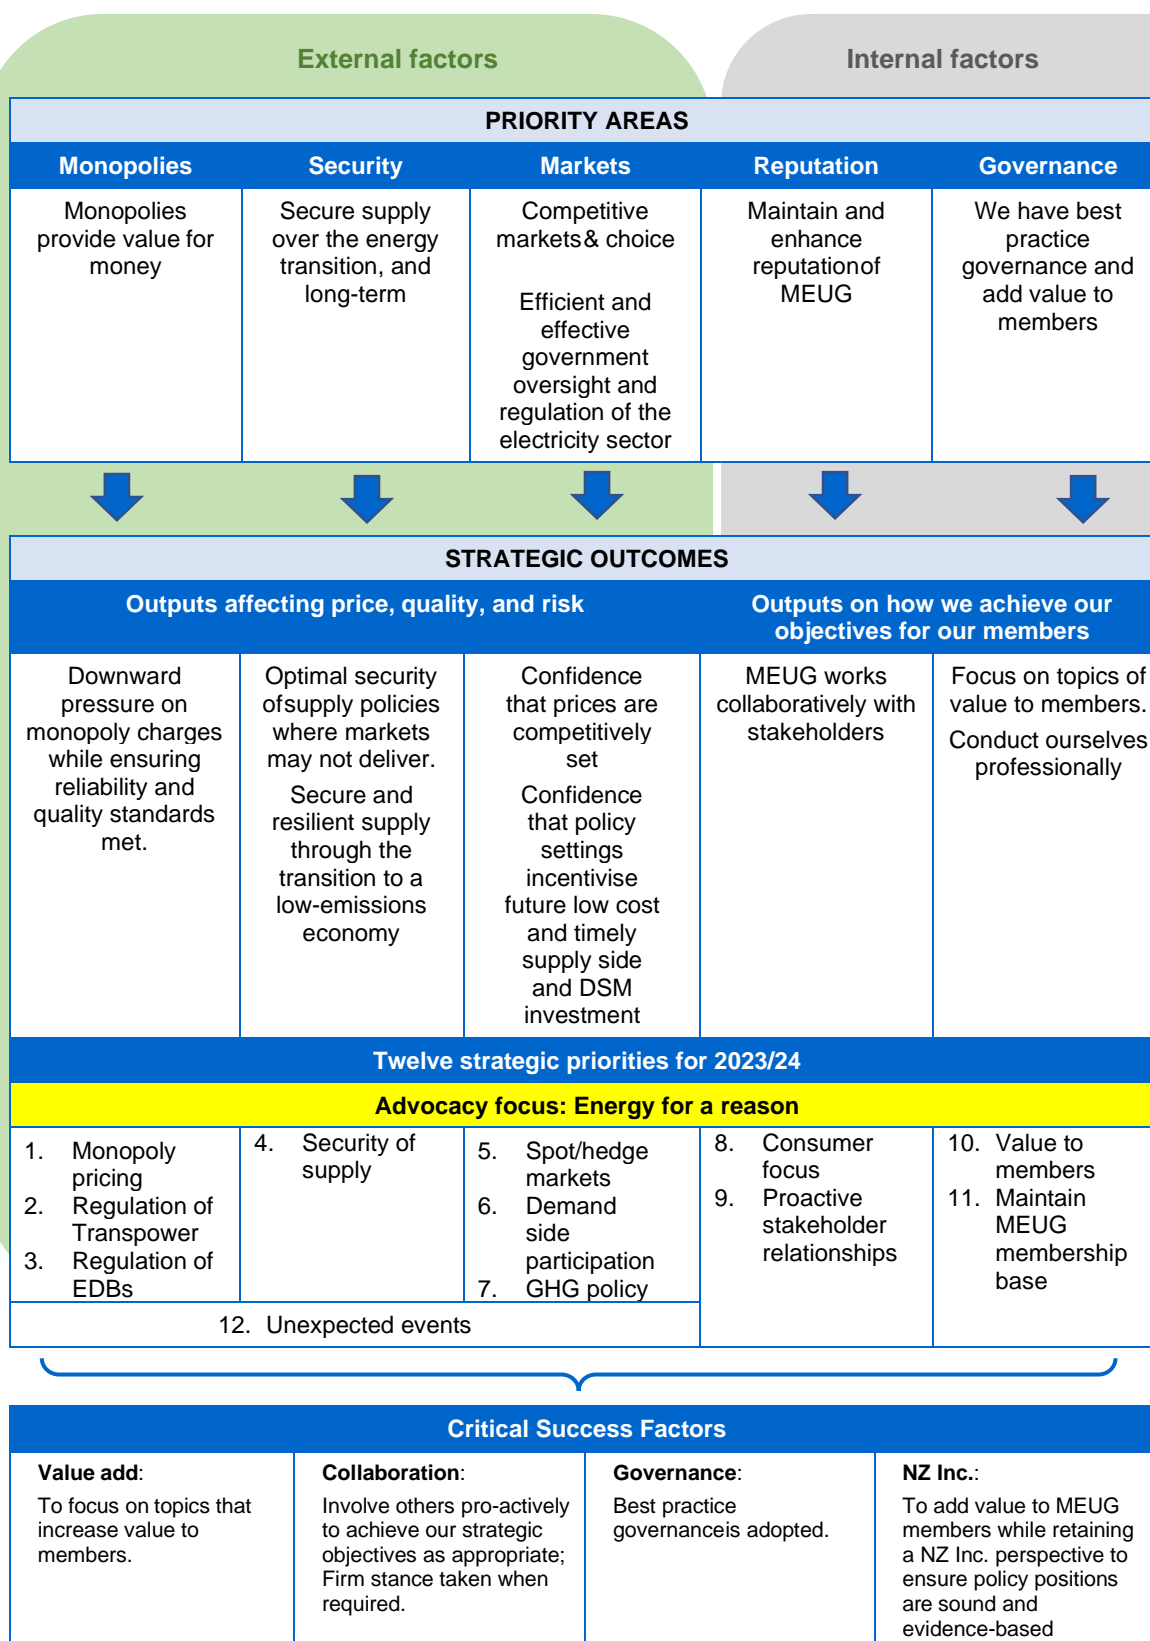 External factors
Internal factors
PRIORITY AREAS
Monopolies
Security
Markets
Reputation
Governance
Monopolies
provide value for
money
Secure supply
over the energy
transition, and
long-term
Competitive
markets& choice
Efficient and
effective
government
oversight and
regulation of the
electricity sector
Maintain and
enhance
reputationof
MEUG
We have best
practice
governance and
add value to
members
STRATEGIC OUTCOMES
Outputs affecting price, quality, and risk
Outputs on how we achieve our
objectives for our members
Downward
pressure on
monopoly charges
while ensuring
reliability and
quality standards
met.
Optimal security
ofsupply policies
where markets
may not deliver.
Secure and
resilient supply
through the
transition to a
low-emissions
economy
Confidence
that prices are
competitively
set
Confidence
that policy
settings
incentivise
future low cost
and timely
supply side
and DSM
investment
MEUG works
collaboratively with
stakeholders
Focus on topics of
value to members.
Conduct ourselves
professionally
Twelve strategic priorities for 2023/24
Advocacy focus: Energy for a reason
1. Monopoly
pricing
2. Regulation of
Transpower
3. Regulation of
EDBs
4. Security of
supply
5. Spot/hedge
markets
6. Demand
side
participation
7. GHG policy
8. Consumer
focus
9. Proactive
stakeholder
relationships
10. Value to
members
11. Maintain
MEUG
membership
base
12. Unexpected events
Critical Success Factors
Value add:
To focus on topics that
increase value to
members.
Collaboration:
Involve others pro-actively
to achieve our strategic
objectives as appropriate;
Firm stance taken when
required.
Governance:
Best practice
governanceis adopted.
NZ Inc.:
To add value to MEUG
members while retaining
a NZ Inc. perspective to
ensure policy positions
are sound and
evidence-based